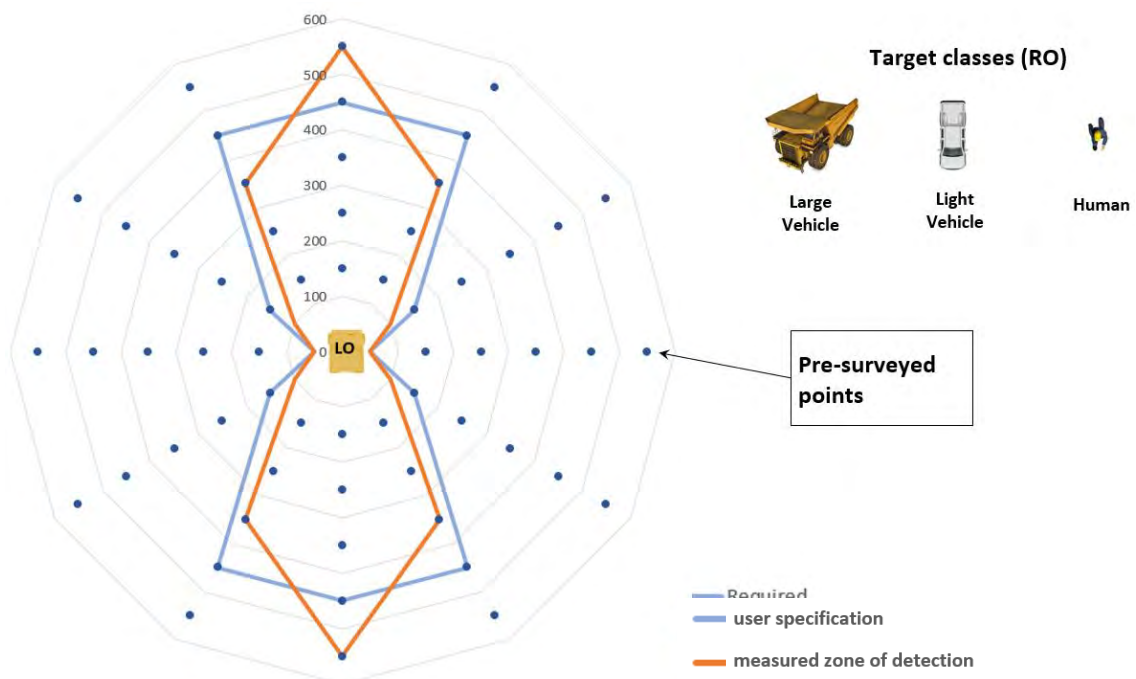 600
500
400
300
200
100
0
LO
Target classes (RO)
Large
Vehicle
Light
Vehicle
Human
Pre-surveyed
points
Required
user specification
measured zone of detection